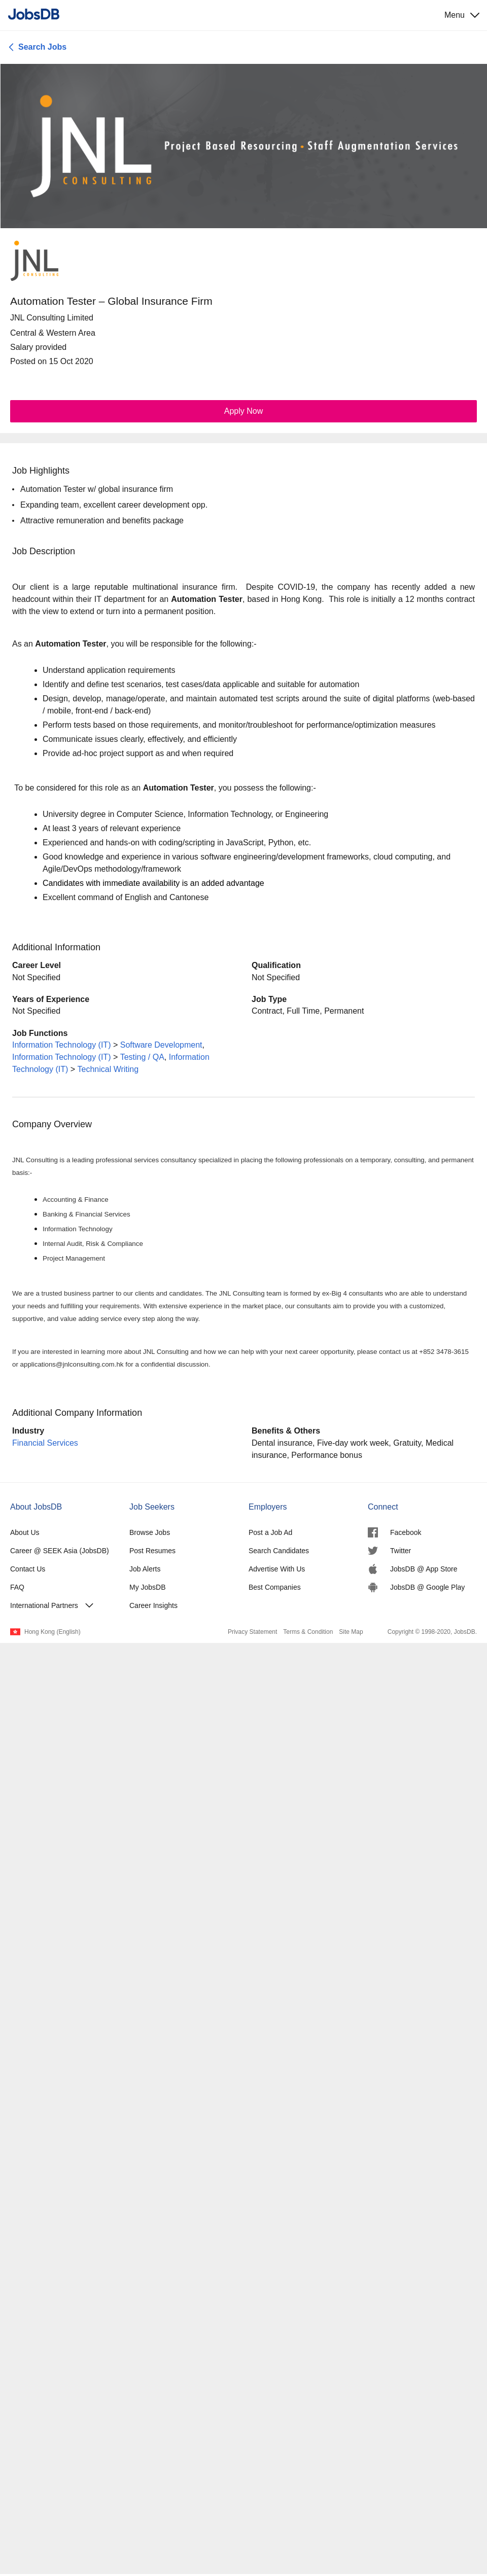 JobsDB
Menu
Search Jobs
JNL
CONSULTING
Project Based Resourcing • Staff Augmentation Services
JNL
CONSULTING
Automation Tester – Global Insurance Firm
JNL Consulting Limited
Central & Western Area
Salary provided
Posted on 15 Oct 2020
Apply Now
Job Highlights
• Automation Tester w/ global insurance firm
• Expanding team, excellent career development opp.
• Attractive remuneration and benefits package
Job Description
Our client is a large reputable multinational insurance firm.  Despite COVID-19, the company has recently added a new
headcount within their IT department for an Automation Tester, based in Hong Kong.  This role is initially a 12 months contract
with the view to extend or turn into a permanent position.
As an Automation Tester, you will be responsible for the following:-
• Understand application requirements
• Identify and define test scenarios, test cases/data applicable and suitable for automation
• Design, develop, manage/operate, and maintain automated test scripts around the suite of digital platforms (web-based
/ mobile, front-end / back-end)
• Perform tests based on those requirements, and monitor/troubleshoot for performance/optimization measures
• Communicate issues clearly, effectively, and efficiently
• Provide ad-hoc project support as and when required
To be considered for this role as an Automation Tester, you possess the following:-
• University degree in Computer Science, Information Technology, or Engineering
• At least 3 years of relevant experience
• Experienced and hands-on with coding/scripting in JavaScript, Python, etc.
• Good knowledge and experience in various software engineering/development frameworks, cloud computing, and
Agile/DevOps methodology/framework
• Candidates with immediate availability is an added advantage
• Excellent command of English and Cantonese
Additional Information
Career Level
Not Specified
Qualification
Not Specified
Years of Experience
Not Specified
Job Type
Contract, Full Time, Permanent
Job Functions
Information Technology (IT) > Software Development,
Information Technology (IT) > Testing / QA, Information
Technology (IT) > Technical Writing
Company Overview
JNL Consulting is a leading professional services consultancy specialized in placing the following professionals on a temporary, consulting, and permanent
basis:-
• Accounting & Finance
• Banking & Financial Services
• Information Technology
• Internal Audit, Risk & Compliance
• Project Management
We are a trusted business partner to our clients and candidates. The JNL Consulting team is formed by ex-Big 4 consultants who are able to understand
your needs and fulfilling your requirements. With extensive experience in the market place, our consultants aim to provide you with a customized,
supportive, and value adding service every step along the way.
If you are interested in learning more about JNL Consulting and how we can help with your next career opportunity, please contact us at +852 3478-3615
or applications@jnlconsulting.com.hk for a confidential discussion.
Additional Company Information
Industry
Financial Services
Benefits & Others
Dental insurance, Five-day work week, Gratuity, Medical
insurance, Performance bonus
About JobsDB
About Us
Career @ SEEK Asia (JobsDB)
Contact Us
FAQ
International Partners
Job Seekers
Browse Jobs
Post Resumes
Job Alerts
My JobsDB
Career Insights
Employers
Post a Job Ad
Search Candidates
Advertise With Us
Best Companies
Connect
Facebook
Twitter
JobsDB @ App Store
JobsDB @ Google Play
Hong Kong (English)
Privacy Statement Terms & Condition Site Map
Copyright © 1998-2020, JobsDB.